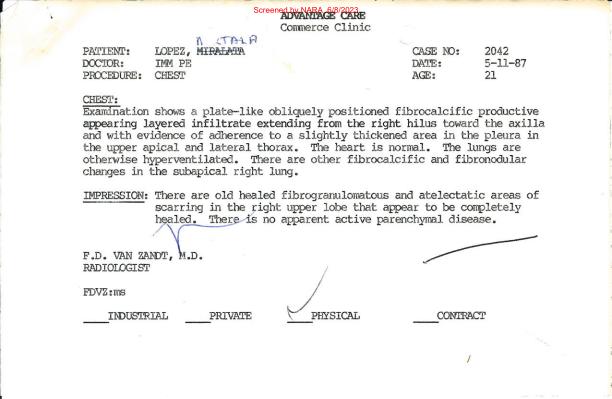 Screened by NARA, 6/8/2023
ADVANTAGE CARE
Commerce Clinic
PATIENT: LOPEZ, MIRALATA
CASE NO: 2042
DOCTOR: IMM PE
DATE: 5-11-87
PROCEDURE: CHEST
AGE: 21
CHEST:
Examination shows a plate-like obliquely positioned fibrocalcific productive
appearing layered infiltrate extending from the right hilus toward the axilla
and with evidence of adherence to a slightly thickened area in the pleura in
the upper apical and lateral thorax. The heart is normal. The lungs are
otherwise hyperventilated. There are other fibrocalcific and fibronodular
changes in the subapical right lung.
IMPRESSION: There are old healed fibrogranulomatous and atelectatic areas of
scarring in the right upper lobe that appear to be completely
healed. There is no apparent active parenchymal disease.
F.D. VAN ZANDT, M.D.
RADIOLOGIST
FDVZ:ms
____INDUSTRIAL ____PRIVATE ____PHYSICAL ____CONTRACT